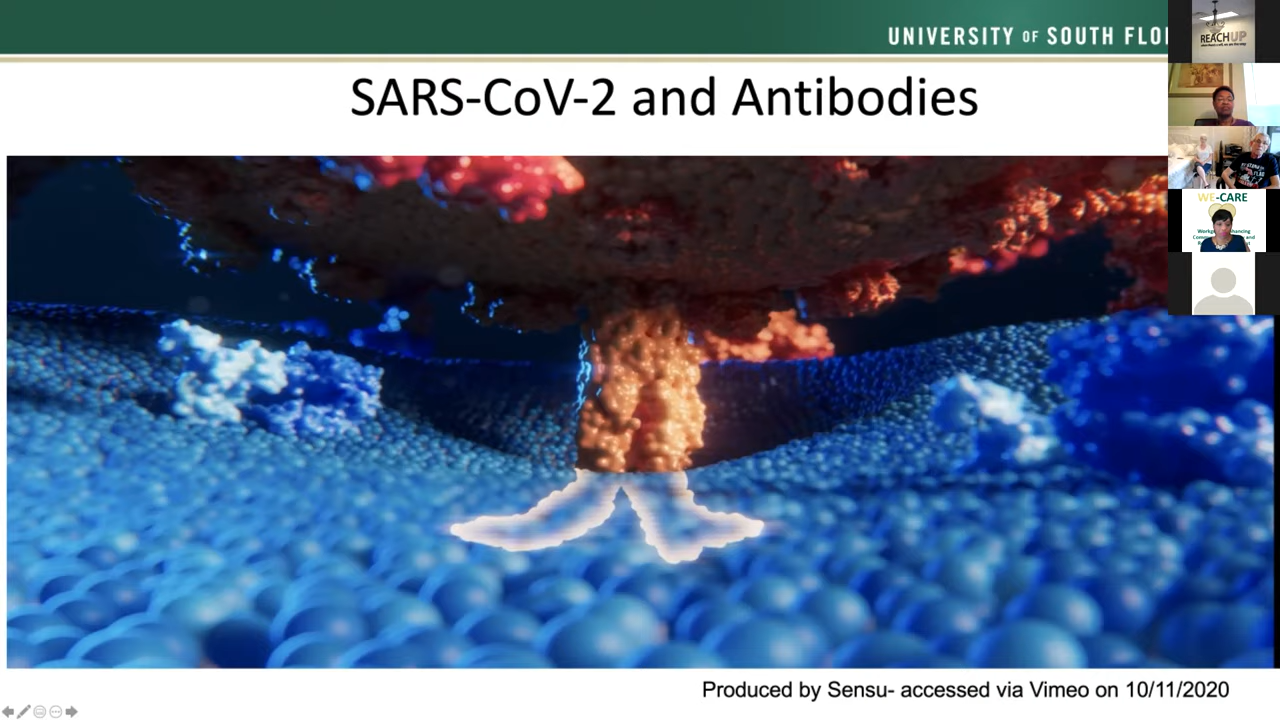 UNIVERSITY OF SOUTH FLO
SARS-CoV-2 and Antibodies
REACHUP
WE-CARE
Produced by Sensu- accessed via Vimeo on 10/11/2020